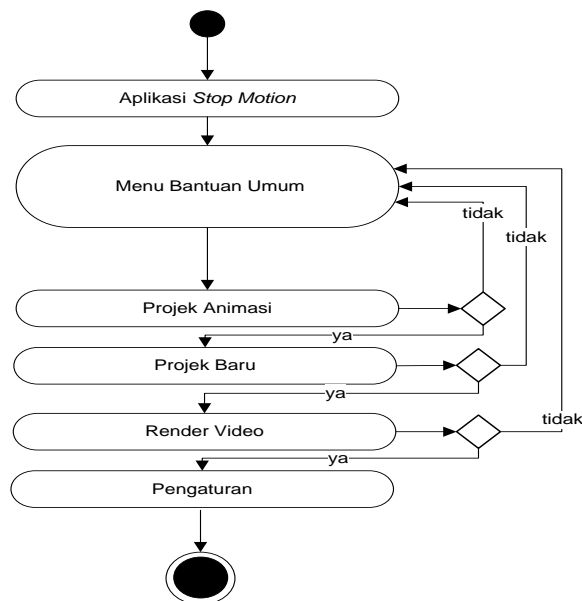 Aplikasi Stop Motion
Menu Bantuan Umum
tidak
tidak
Projek Animasi
ya
Projek Baru
ya
tidak
Render Video
ya
Pengaturan